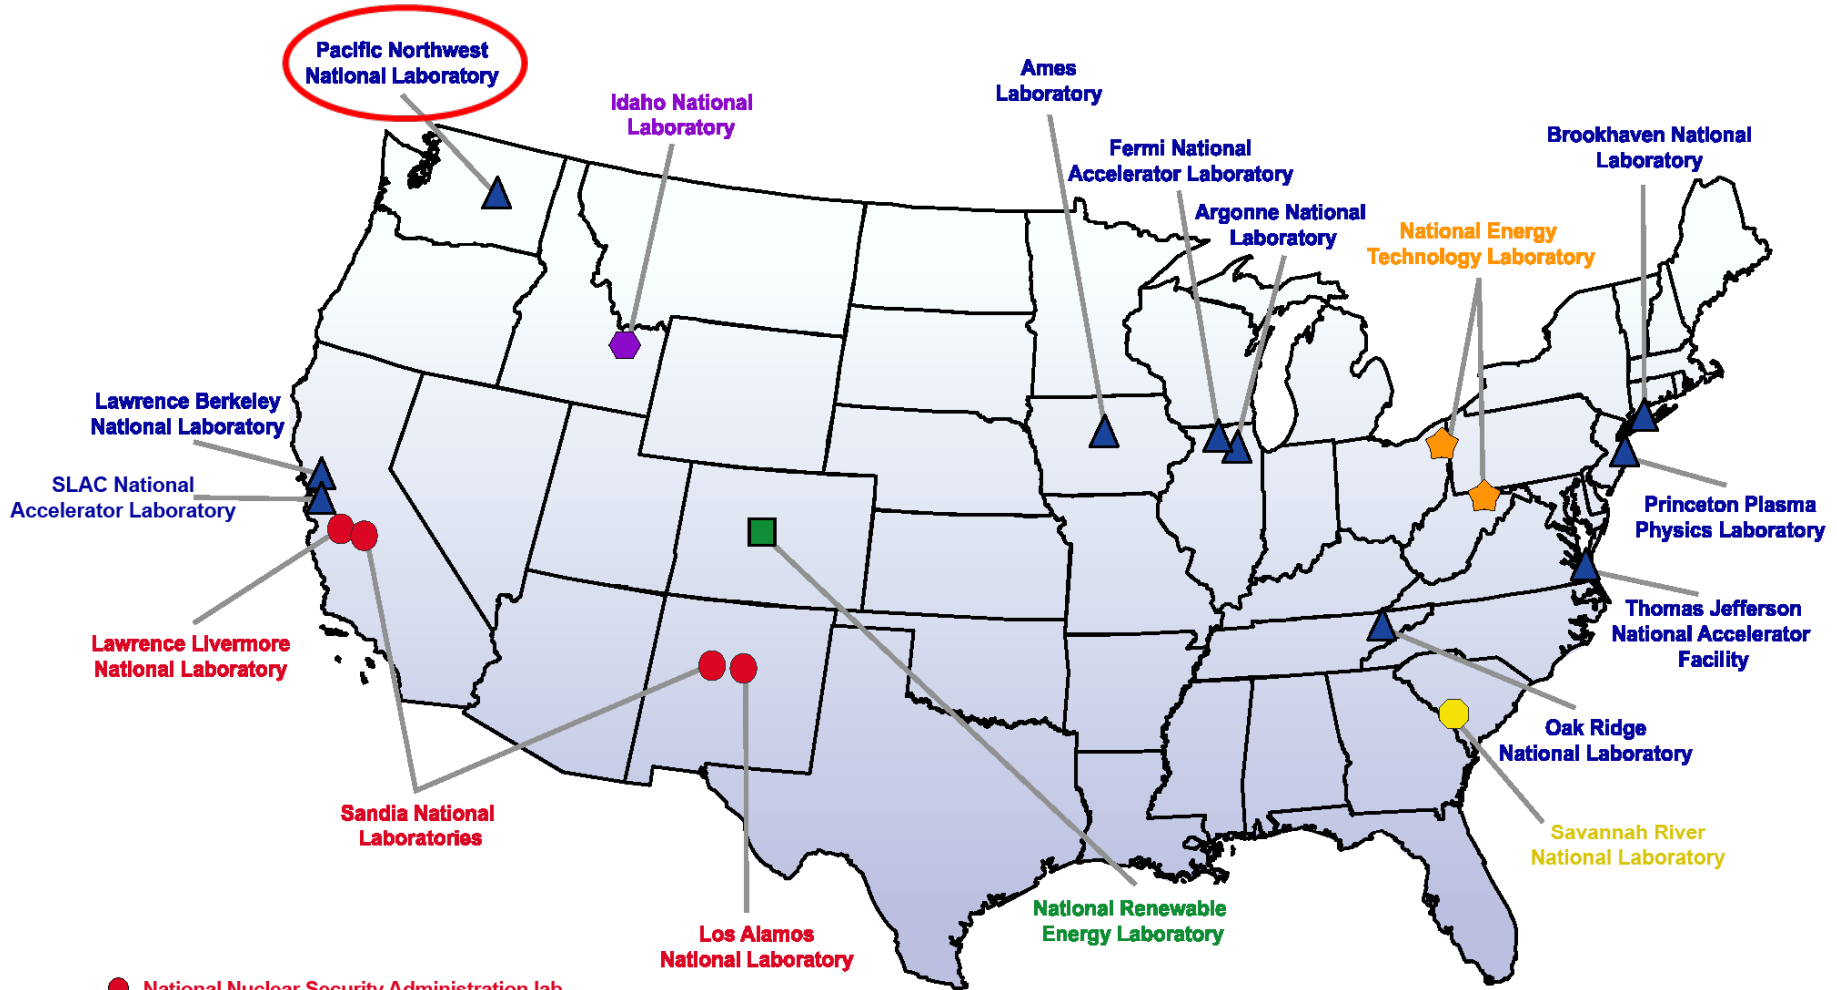 Pacific Northwest
National Laboratory
Idaho National
Laboratory
Ames
Laboratory
Fermi National
Accelerator Laboratory
Argonne National
Laboratory
National Energy
Technology Laboratory
Brookhaven National
Laboratory
Lawrence Berkeley
National Laboratory
SLAC National
Accelerator Laboratory
Lawrence Livermore
National Laboratory
Sandia National
Laboratories
Los Alamos
National Laboratory
National Renewable
Energy Laboratory
Princeton Plasma
Physics Laboratory
Thomas Jefferson
National Accelerator
Facility
Oak Ridge
National Laboratory
Savannah River
National Laboratory
National Nuclear Security Administration lab